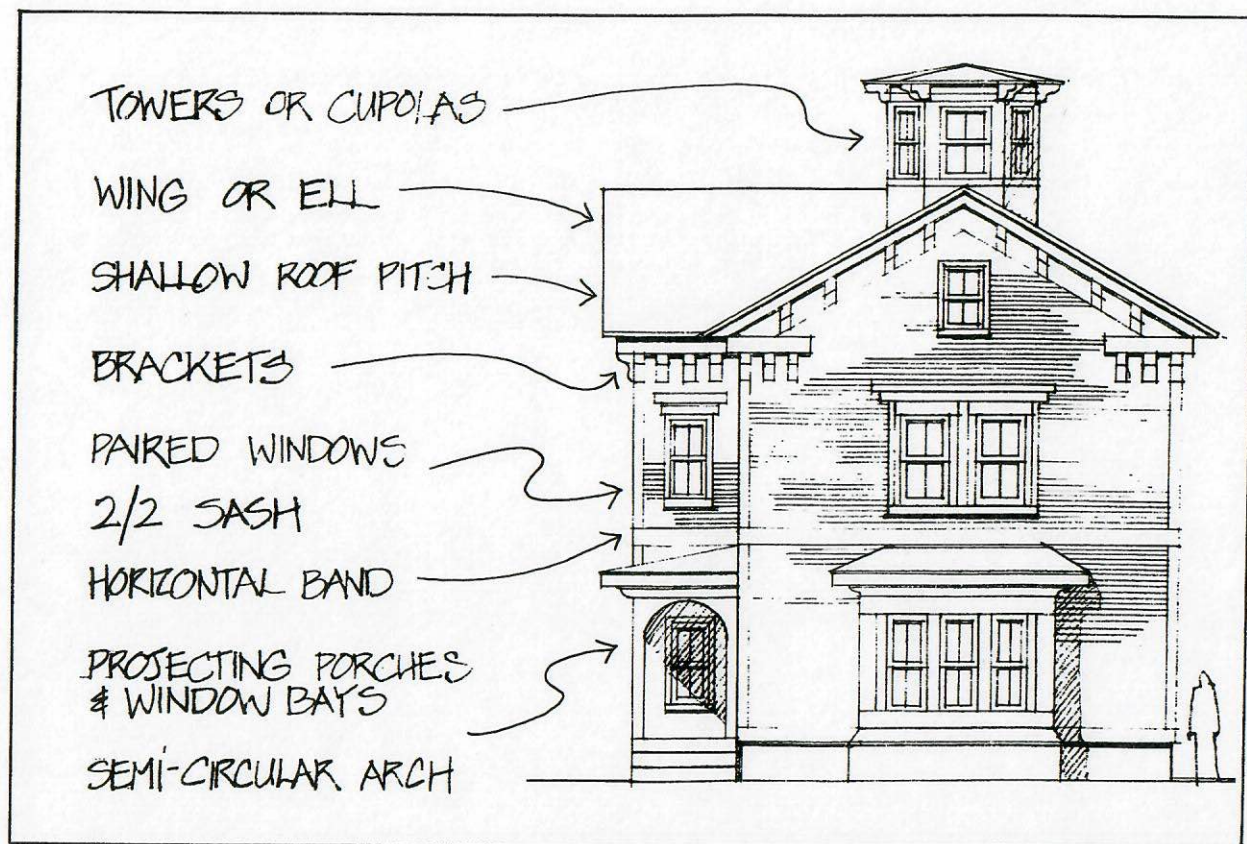 TOWERS OR CUPOLAS
WING OR ELL
SHALLOW ROOF PITCH
BRACKETS
PAIRED WINDOWS
2/2 SASH
HORIZONTAL BAND
PROJECTING PORCHES
& WINDOW BAYS
SEMI-CIRCULAR ARCH